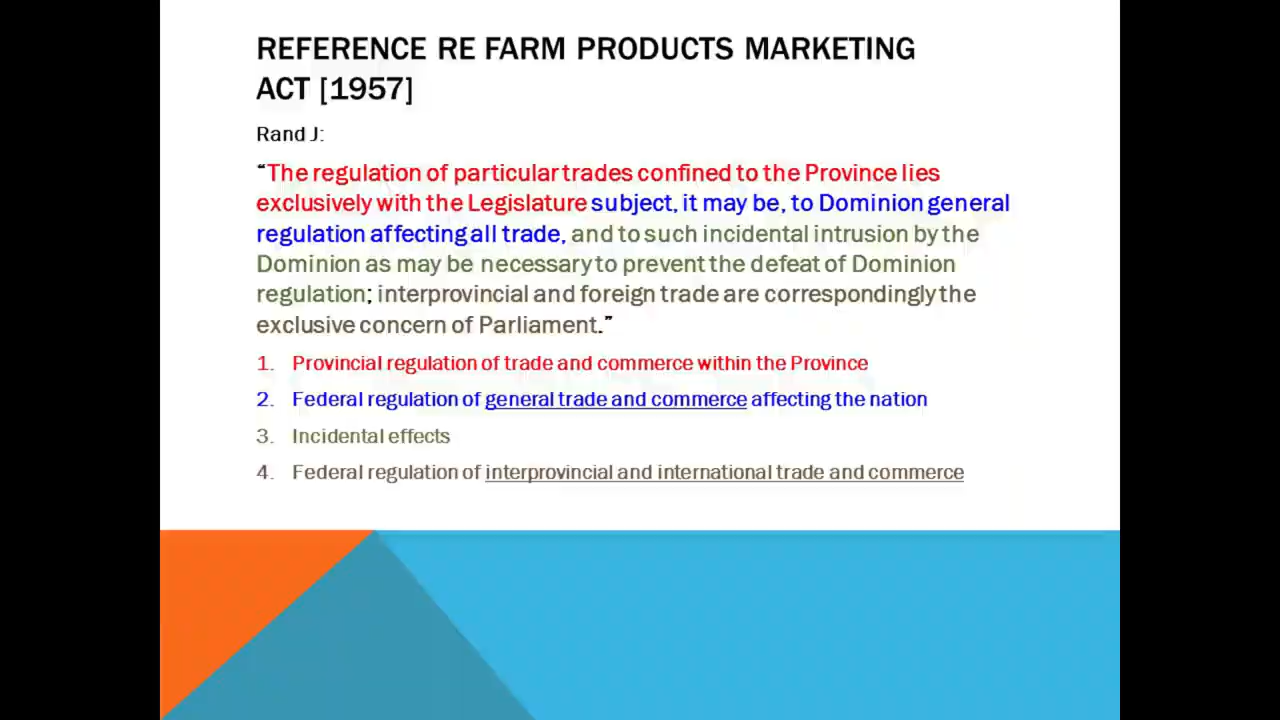 REFERENCE RE FARM PRODUCTS MARKETING
ACT [1957]
Rand J:
“The regulation of particular trades confined to the Province lies
exclusively with the Legislature subject, it may be, to Dominion general
regulation affecting all trade, and to such incidental intrusion by the
Dominion as may be necessary to prevent the defeat of Dominion
regulation; interprovincial and foreign trade are correspondingly the
exclusive concern of Parliament.”
1. Provincial regulation of trade and commerce within the Province
2. Federal regulation of general trade and commerce affecting the nation
3. Incidental effects
4. Federal regulation of interprovincial and international trade and commerce